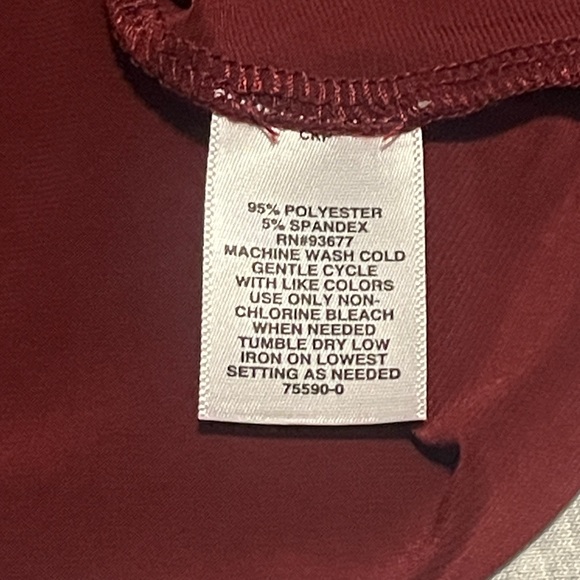 95% POLYESTER
5% SPANDEX
RN#93677
MACHINE WASH COLD
GENTLE CYCLE
WITH LIKE COLORS
USE ONLY NON-
CHLORINE BLEACH
WHEN NEEDED
TUMBLE DRY LOW
IRON ON LOWEST
SETTING AS NEEDED
75590-0